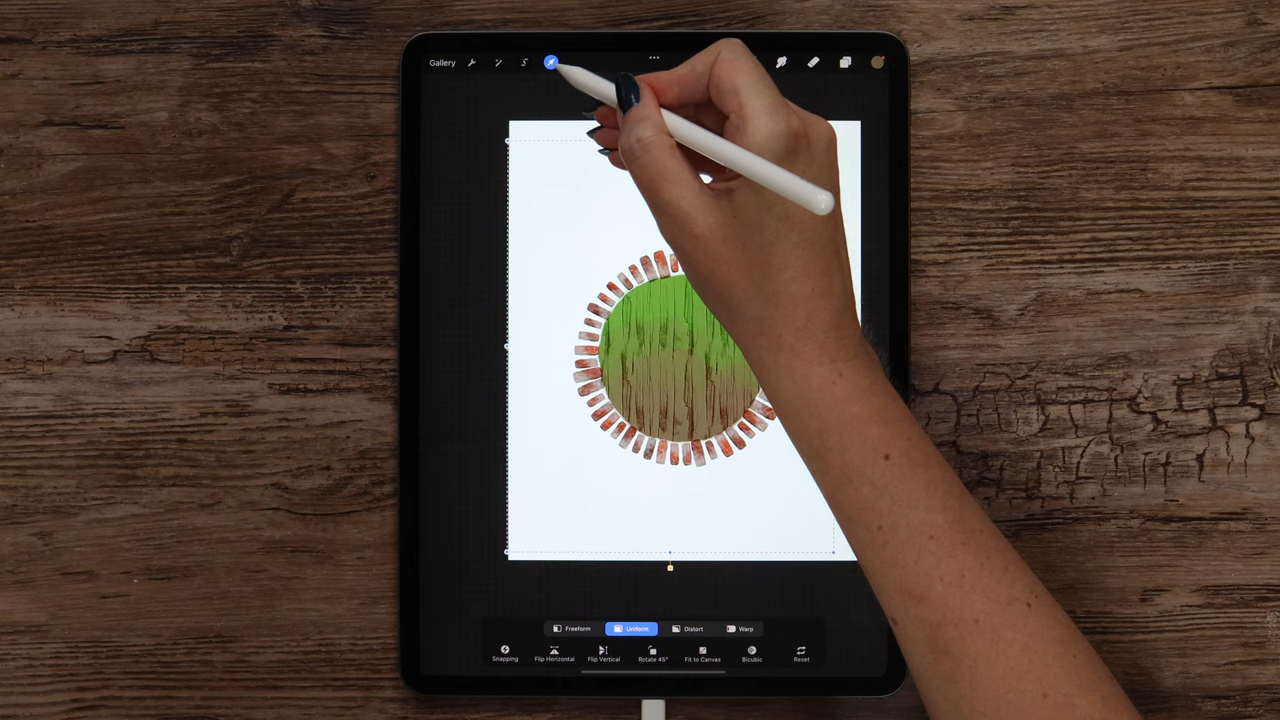 Gallery
Freeform Uniform Distort Warp
Snapping Flip Horizontal Flip Vertical Rotate 45° Fit to Canvas Bicubic Reset